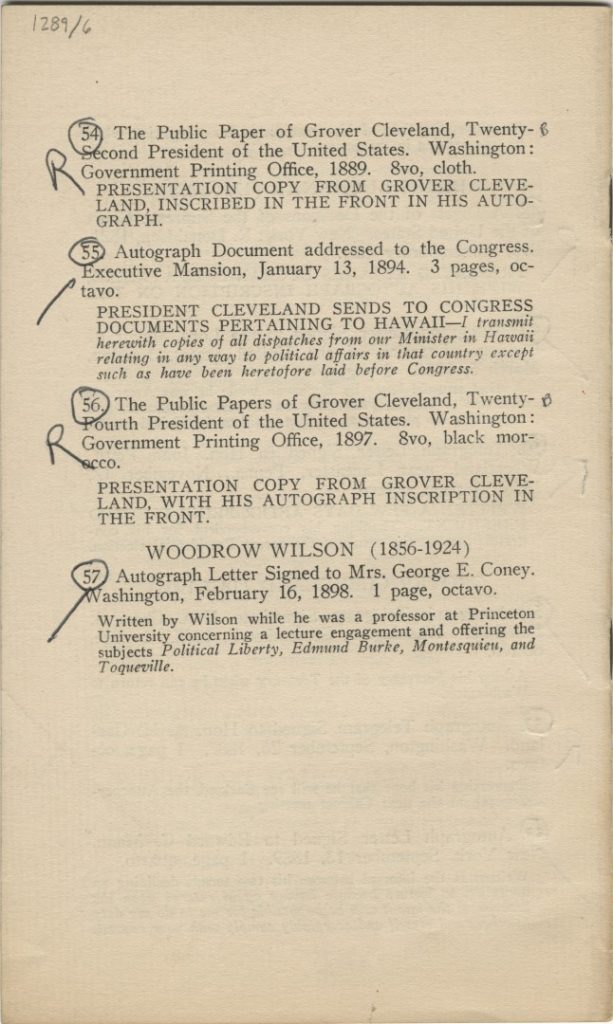 1289/6
54. The Public Paper of Grover Cleveland, Twenty-
Second President of the United States. Washington:
Government Printing Office, 1889. 8vo, cloth.
PRESENTATION COPY FROM GROVER CLEVE-
LAND, INSCRIBED IN THE FRONT IN HIS AUTO-
GRAPH.
R
55. Autograph Document addressed to the Congress.
Executive Mansion, January 13, 1894. 3 pages, oc-
tavo.
PRESIDENT CLEVELAND SENDS TO CONGRESS
DOCUMENTS PERTAINING TO HAWAII—I transmit
herewith copies of all dispatches from our Minister in Hawaii
relating in any way to political affairs in that country except
such as have been heretofore laid before Congress.
56. The Public Papers of Grover Cleveland, Twenty-
Fourth President of the United States. Washington:
Government Printing Office, 1897. 8vo, black mor-
occo.
R
PRESENTATION COPY FROM GROVER CLEVE-
LAND, WITH HIS AUTOGRAPH INSCRIPTION IN
THE FRONT.
WOODROW WILSON (1856-1924)
57. Autograph Letter Signed to Mrs. George E. Coney.
Washington, February 16, 1898. 1 page, octavo.
Written by Wilson while he was a professor at Princeton
University concerning a lecture engagement and offering the
subjects Political Liberty, Edmund Burke, Montesquieu, and
Toqueville.